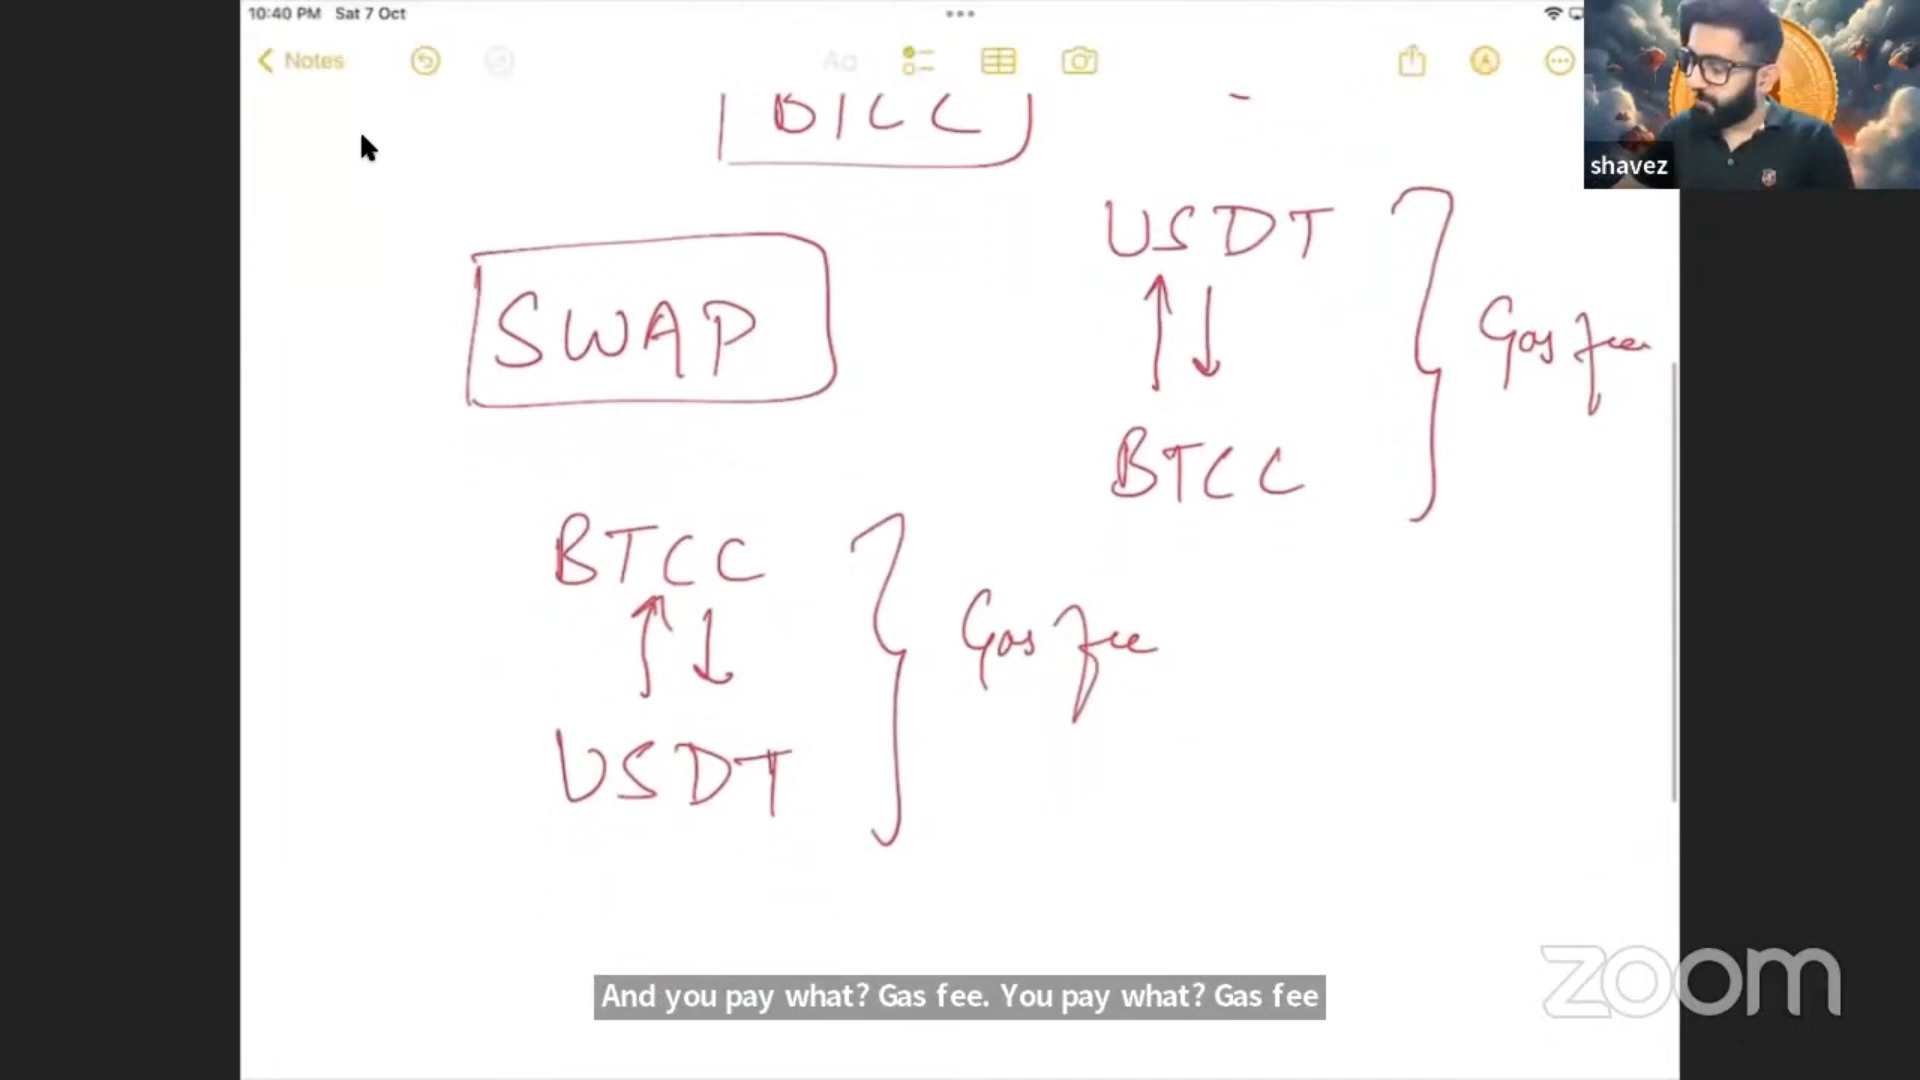 10:40 PM Sat 7 Oct
Notes
Aa
shavez
BTCC
USDT
SWAP
Gas fee
BTCC
BTCC
Gas fee
USDT
zoom
And you pay what? Gas fee. You pay what? Gas fee